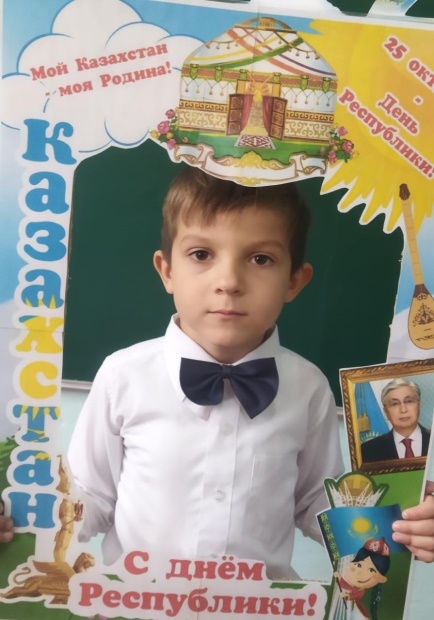 Мой Казахстан
- моя Родина!
25 окт
-
День
Республики!
Казахстан
С днём
Республики!